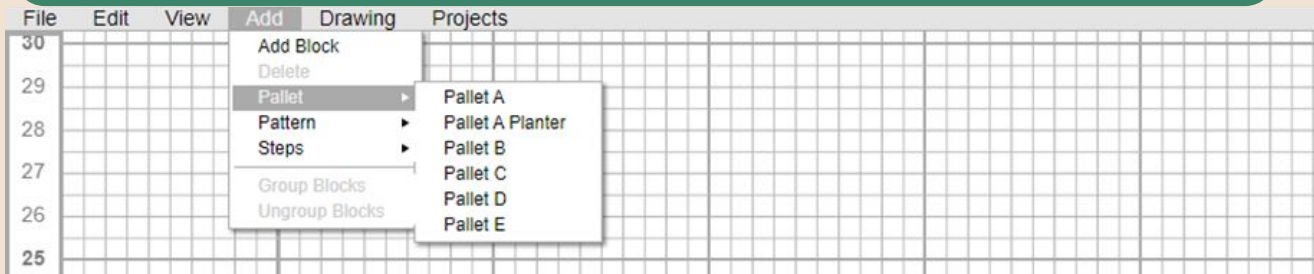 File Edit View Add Drawing Projects
30
29
28
27
26
25
Add Block
Delete
Pallet
Pattern
Steps
Group Blocks
Ungroup Blocks
Pallet A
Pallet A Planter
Pallet B
Pallet C
Pallet D
Pallet E